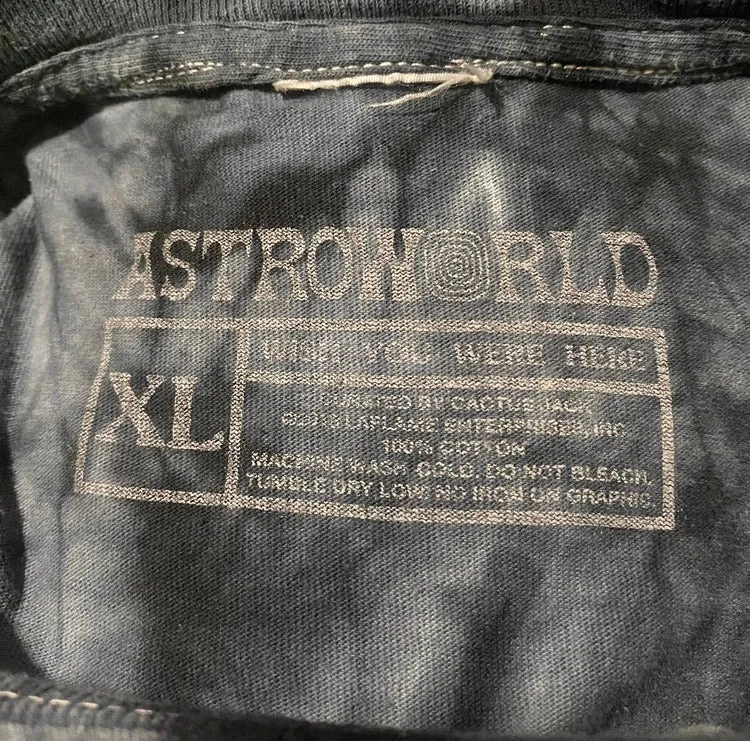 ASTROWORLD
XL
WISH YOU WERE HERE
CURATED BY CACTUS JACK
©2018 LAFLAME ENTERPRISES, INC
100% COTTON
MACHINE WASH COLD. DO NOT BLEACH.
TUMBLE DRY LOW. NO IRON ON GRAPHIC.